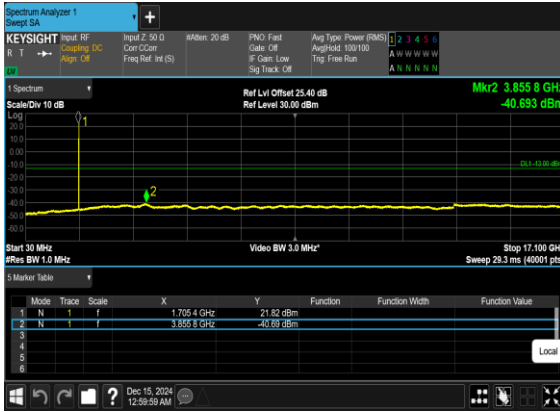 Spectrum Analyzer 1
Swept SA
+
KEYSIGHT Input: RF Input Z: 50 Ω #Atten: 20 dB PNO: Fast Avg Type: Power (RMS) 1 2 3 4 5 6
R T Coupling: DC Corr CCorr Gate: Off Avg|Hold: 100/100 A W W W W W
Align: Off Freq Ref: Int (S) IF Gain: Low Trig: Free Run
Sig Track: Off A N N N N N
1 Spectrum Ref Lvl Offset 25.40 dB Mkr2 3.855 8 GHz
Scale/Div 10 dB Ref Level 30.00 dBm -40.693 dBm
Log
20.0
10.0
0.00
-10.0
-20.0
-30.0
-40.0
-50.0
-60.0
1
2
DL1 -13.00 dBm
Start 30 MHz Video BW 3.0 MHz* Stop 17.100 GHz
#Res BW 1.0 MHz Sweep 29.3 ms (40001 pts)
5 Marker Table
Mode Trace Scale X Y Function Function Width Function Value
1 N 1 f 1.705 4 GHz 21.82 dBm
2 N 1 f 3.855 8 GHz -40.69 dBm
3
4
5
6
Local
? Dec 15, 2024
12:59:59 AM